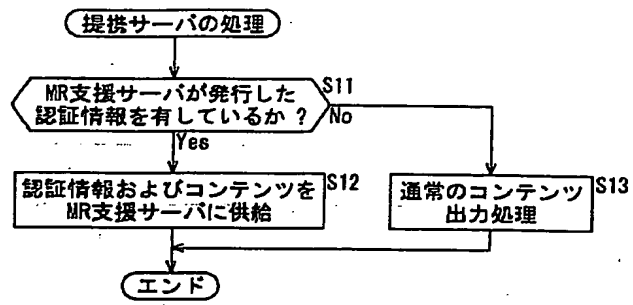 提携サーバの処理
MR支援サーバが発行した
認証情報を有しているか？
S11
No
Yes
認証情報およびコンテンツを
MR支援サーバに供給
S12
通常のコンテンツ
出力処理
S13
エンド